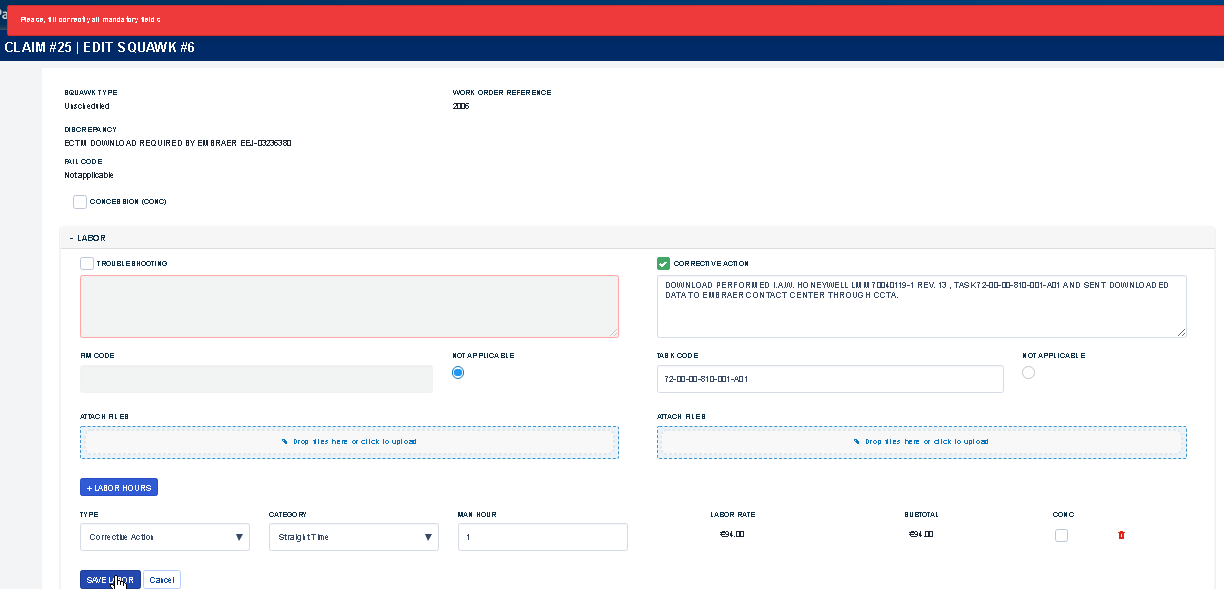 Please, fill correctly all mandatory fields
CLAIM #25 | EDIT SQUAWK #6
SQUAWK TYPE
Unscheduled
WORK ORDER REFERENCE
2006
DISCREPANCY
ECTM DOWNLOAD REQUIRED BY EMBRAER EEJ-03236380
FAIL CODE
Not applicable
CONCESSION (CONC)
- LABOR
TROUBLESHOOTING
CORRECTIVE ACTION
DOWNLOAD PERFORMED I.A.W. HONEYWELL LMM 70040119-1 REV. 13 , TASK 72-00-00-810-001-A01 AND SENT DOWNLOADED
DATA TO EMBRAER CONTACT CENTER THROUGH CCTA.
FIM CODE
NOT APPLICABLE
TASK CODE
NOT APPLICABLE
72-00-00-810-001-A01
ATTACH FILES
ATTACH FILES
Drop files here or click to upload
Drop files here or click to upload
+ LABOR HOURS
TYPE
CATEGORY
MAN HOUR
LABOR RATE
SUBTOTAL
CONC
Corrective Action
Straight Time
1
€94.00
€94.00
SAVE LABOR
Cancel